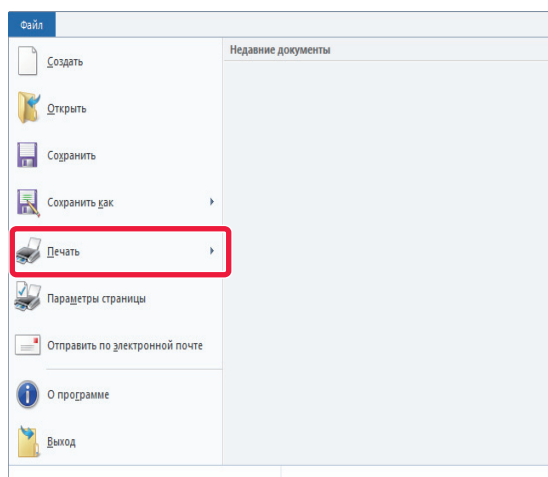 Файл
Недавние документы
Создать
Открыть
Сохранить
Сохранить как
Печать
Параметры страницы
Отправить по электронной почте
О программе
Выход